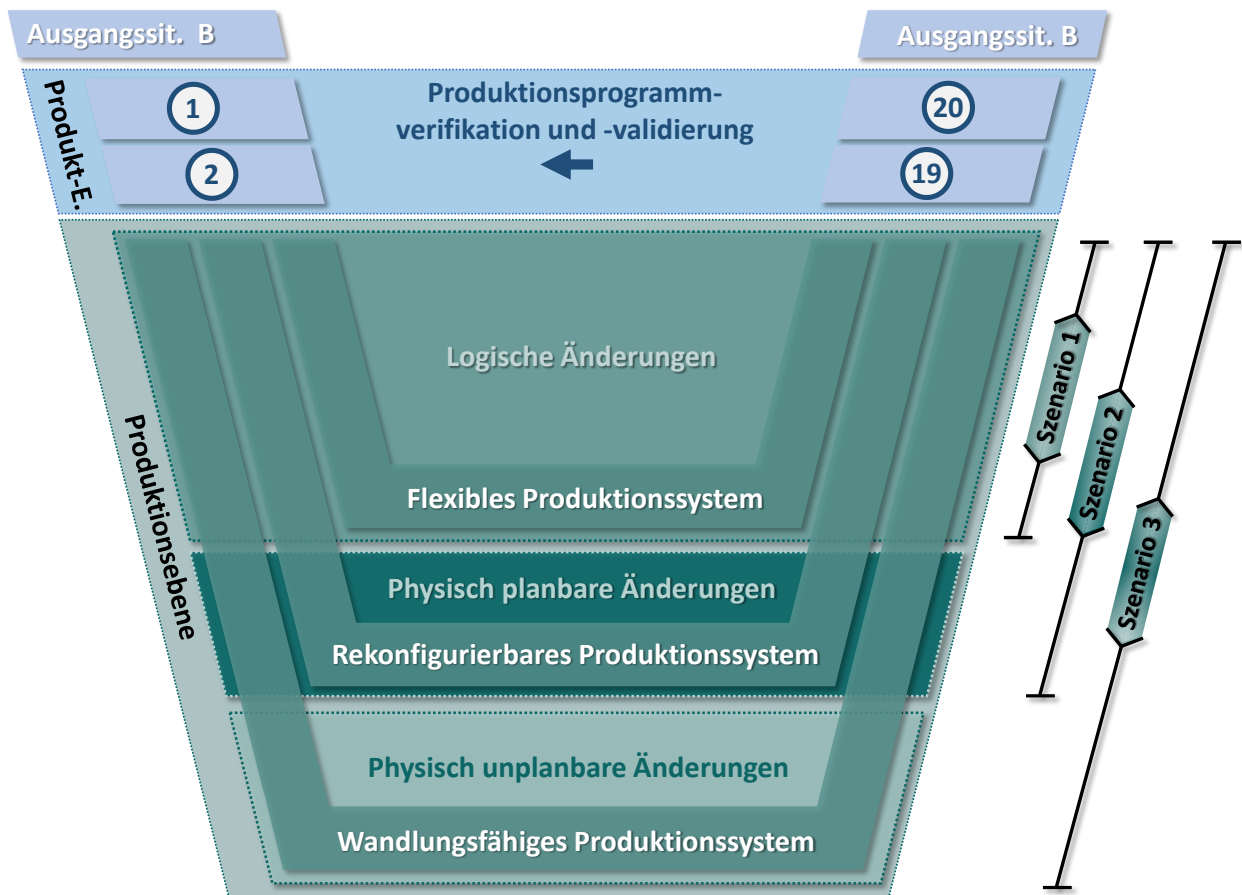 Ausgangssit. B
Ausgangssit. B
Produkt-E.
1
2
Produktionsprogramm-
verifikation und -validierung
20
19
Produktionsebene
Logische Änderungen
Flexibles Produktionssystem
Physisch planbare Änderungen
Rekonfigurierbares Produktionssystem
Physisch unplanbare Änderungen
Wandlungsfähiges Produktionssystem
Szenario 1
Szenario 2
Szenario 3